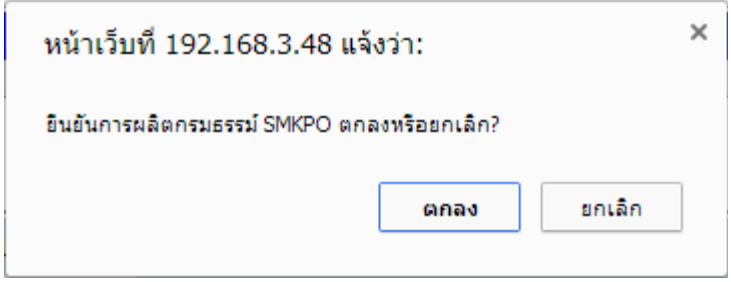 หน้าเว็บที่ 192.168.3.48 แจ้งว่า:
ยืนยันการผลิตกรมธรรม์ SMKPO ตกลงหรือยกเลิก?
ตกลง
ยกเลิก